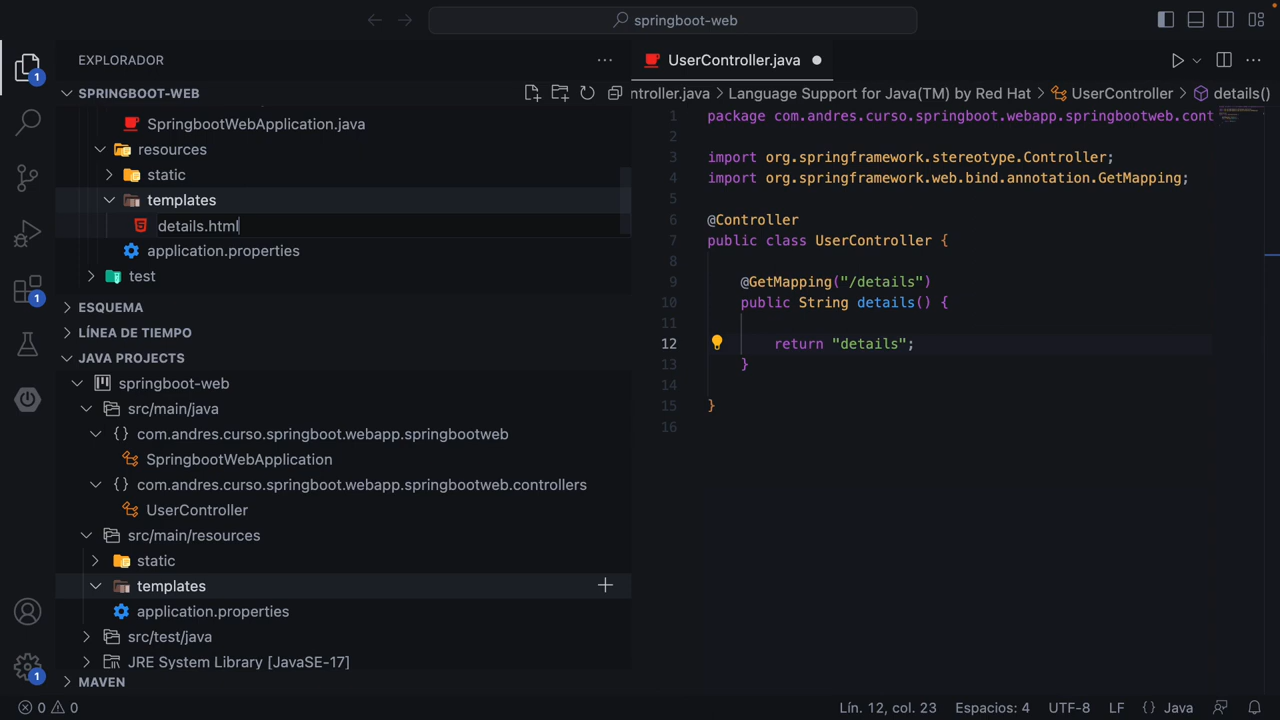 springboot-web
EXPLORADOR
1
SPRINGBOOT-WEB
SpringbootWebApplication.java
resources
static
templates
details.html
application.properties
test
ESQUEMA
LÍNEA DE TIEMPO
JAVA PROJECTS
springboot-web
src/main/java
com.andres.curso.springboot.webapp.springbootweb
SpringbootWebApplication
com.andres.curso.springboot.webapp.springbootweb.controllers
UserController
src/main/resources
static
templates
application.properties
src/test/java
JRE System Library [JavaSE-17]
MAVEN
1
1
UserController.java
ntroller.java > Language Support for Java(TM) by Red Hat > UserController > details()
1 package com.andres.curso.springboot.webapp.springbootweb.cont
2
3 import org.springframework.stereotype.Controller;
4 import org.springframework.web.bind.annotation.GetMapping;
5
6 @Controller
7 public class UserController {
8
9 @GetMapping("/details")
10 public String details() {
11
12 return "details";
13 }
14
15 }
16
0 0
Lín. 12, col. 23 Espacios: 4 UTF-8 LF {} Java